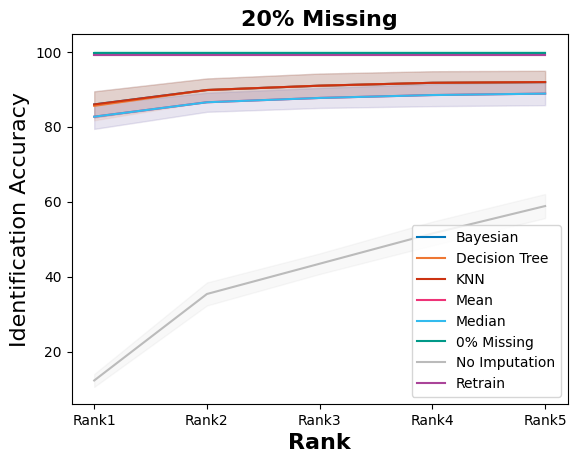 20% Missing
Identification Accuracy
100
80
60
40
20
Bayesian
Decision Tree
KNN
Mean
Median
0% Missing
No Imputation
Retrain
Rank1 Rank2 Rank3 Rank4 Rank5
Rank